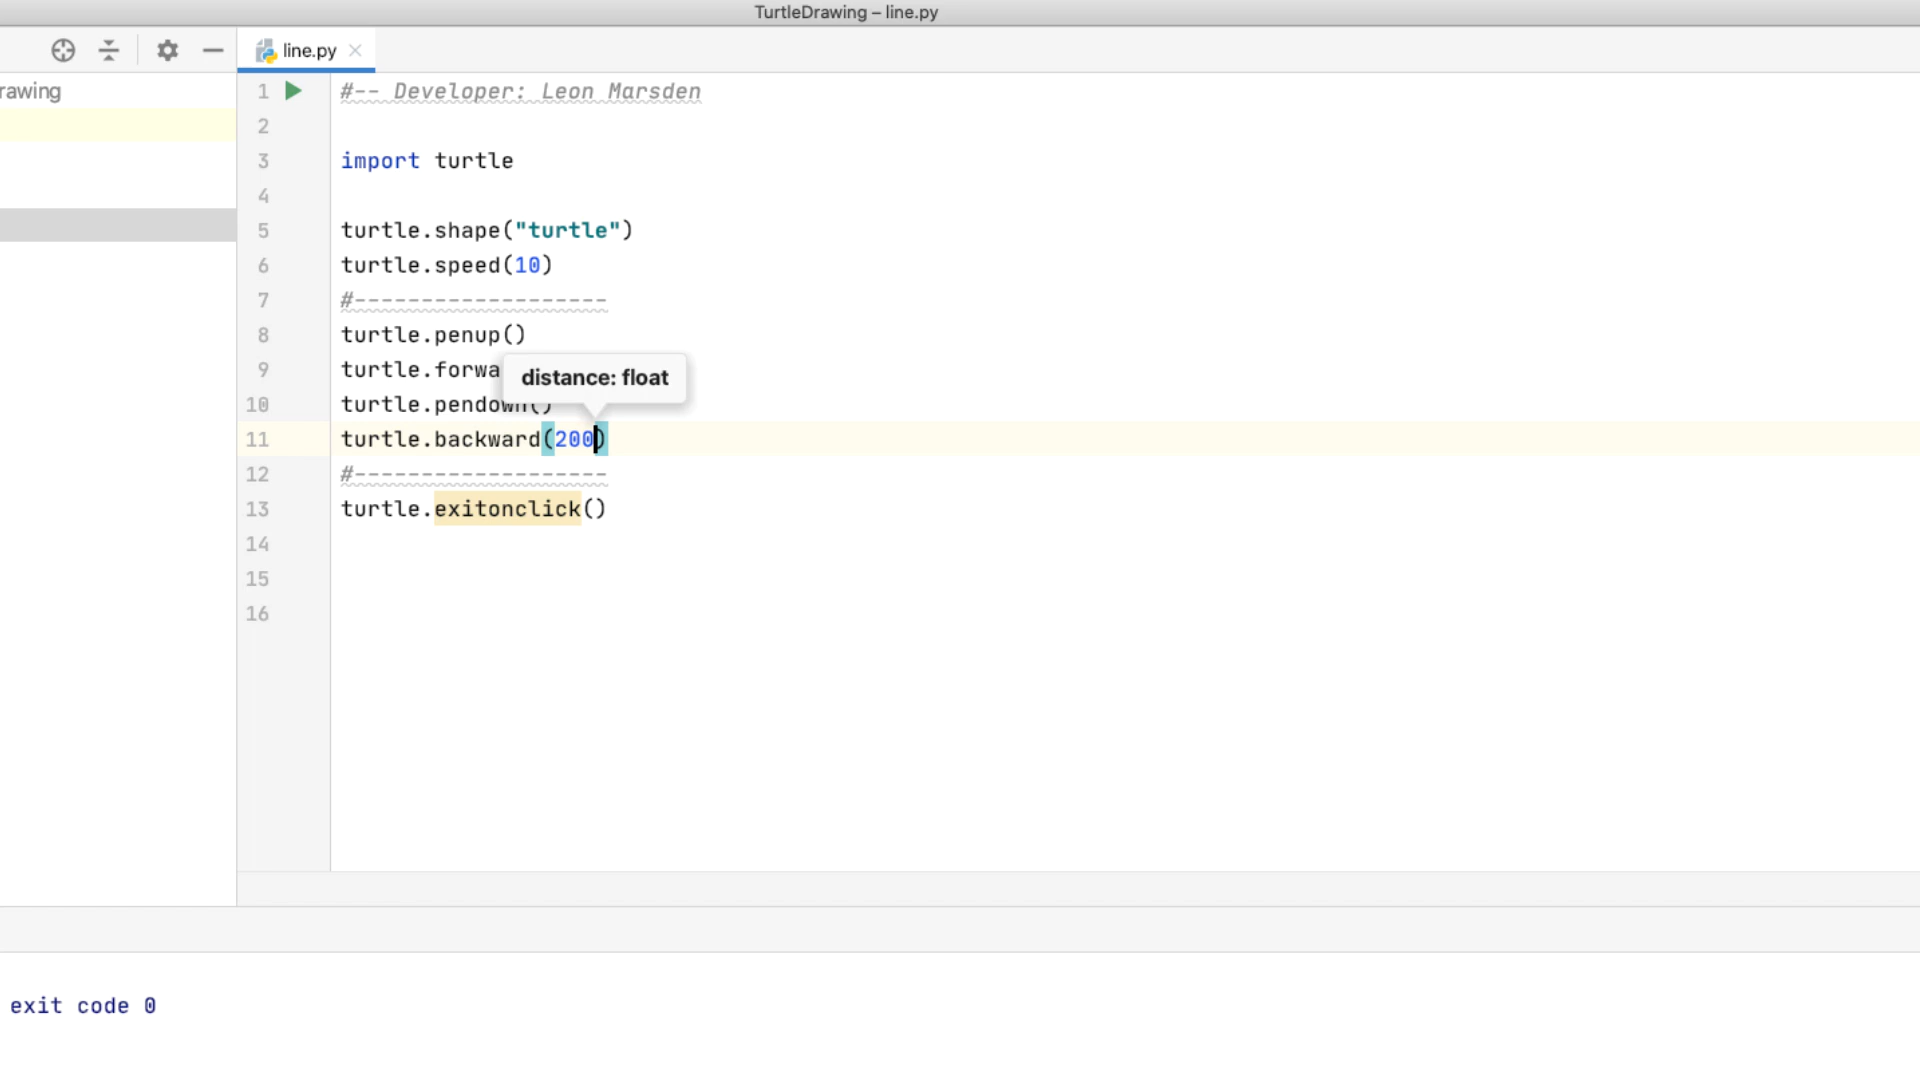 TurtleDrawing – line.py
line.py
rawing
1 #-- Developer: Leon Marsden
2
3 import turtle
4
5 turtle.shape("turtle")
6 turtle.speed(10)
7 #-------------------
8 turtle.penup()
9 turtle.forwa
distance: float
10 turtle.pendown()
11 turtle.backward(200)
12 #-------------------
13 turtle.exitonclick()
14
15
16
exit code 0